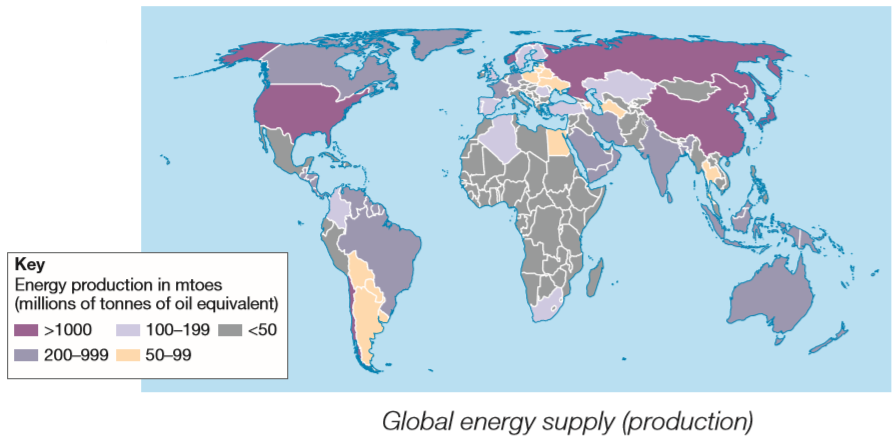 Key
Energy production in mtoes
(millions of tonnes of oil equivalent)
>1000 100–199 <50
200–999 50–99
Global energy supply (production)